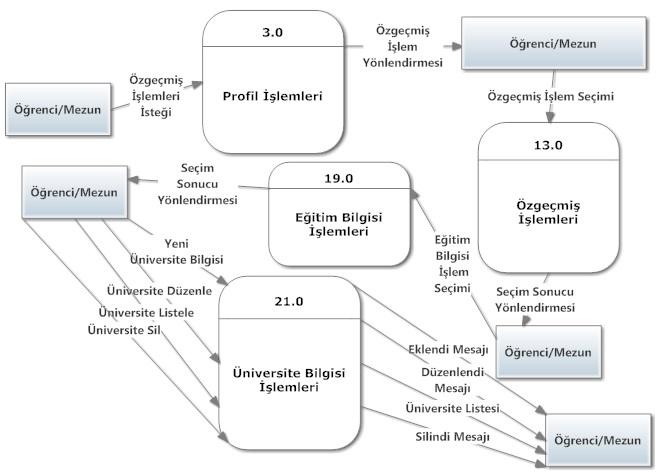 3.0
Profil İşlemleri
Özgeçmiş
İşlem
Yönlendirmesi
Öğrenci/Mezun
Özgeçmiş
İşlemleri
İsteği
Öğrenci/Mezun
Özgeçmiş İşlem Seçimi
13.0
Özgeçmiş
İşlemleri
Seçim
Sonucu
Yönlendirmesi
19.0
Eğitim Bilgisi
İşlemleri
Öğrenci/Mezun
Eğitim
Bilgisi
İşlem
Seçimi
Yeni
Üniversite Bilgisi
Üniversite Düzenle
Üniversite Listele
Üniversite Sil
21.0
Üniversite Bilgisi
İşlemleri
Seçim Sonucu
Yönlendirmesi
Öğrenci/Mezun
Eklendi Mesajı
Düzenlendi
Mesajı
Üniversite Listesi
Silindi Mesajı
Öğrenci/Mezun